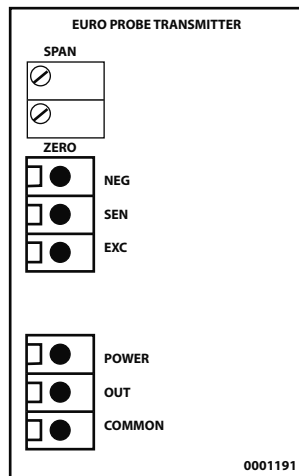 EURO PROBE TRANSMITTER
SPAN
ZERO
NEG
SEN
EXC
POWER
OUT
COMMON
0001191